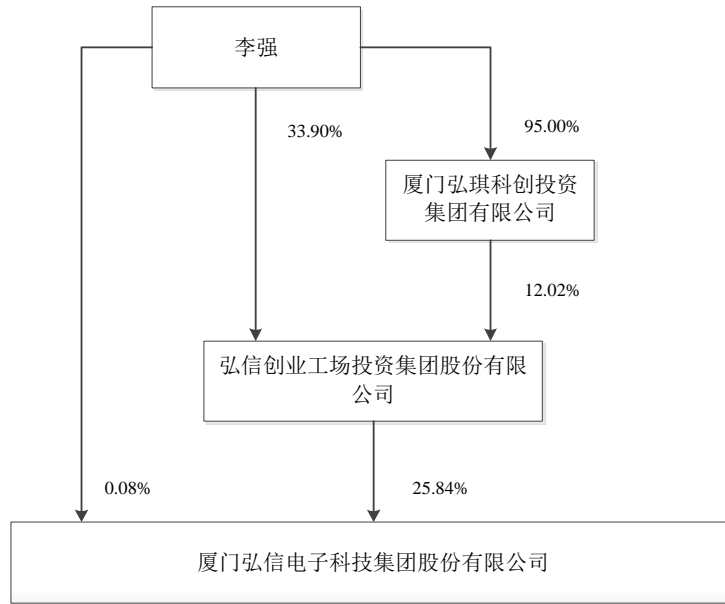 李强
33.90%
95.00%
厦门弘琪科创投资
集团有限公司
12.02%
弘信创业工场投资集团股份有限
公司
0.08%
25.84%
厦门弘信电子科技集团股份有限公司